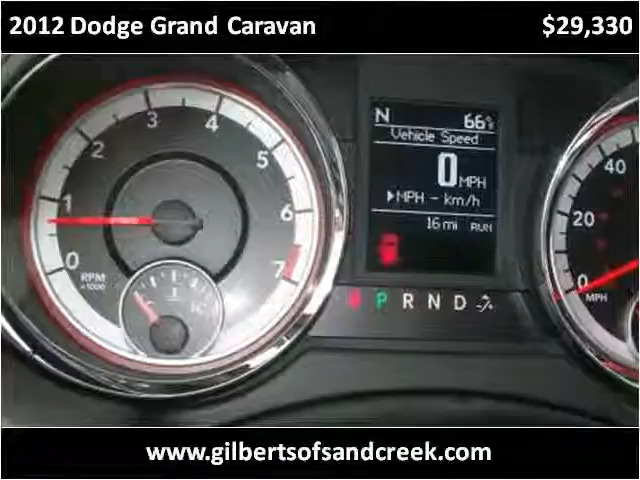 2012 Dodge Grand Caravan $29,330
N 66°
Vehicle Speed
0 MPH
MPH - km/h
16 mi RUN
P R N D
0 1 2 3 4 5 6 7
RPM
x1000
C H
0 20 40
MPH
www.gilbertsofsandcreek.com